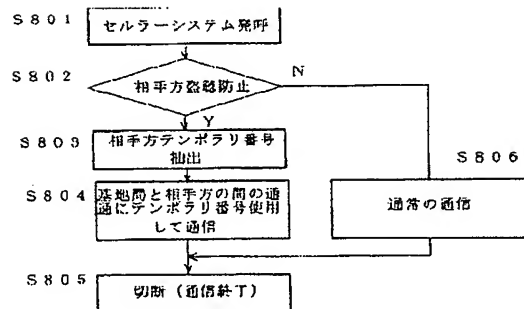 S801
セルラーシステム発呼
S802
相手方盗聴防止
N
Y
S803
相手方テンポラリ番号
抽出
S806
S804
基地局と相手方の間の通
通にテンポラリ番号使用
して通信
通常の通信
S805
切断(通信終了)